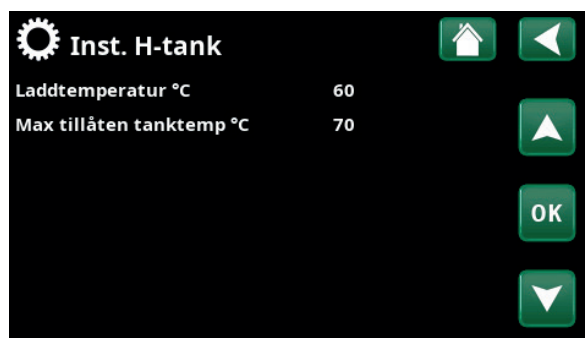 Inst. H-tank
Laddtemperatur °C 60
Max tillåten tanktemp °C 70
OK